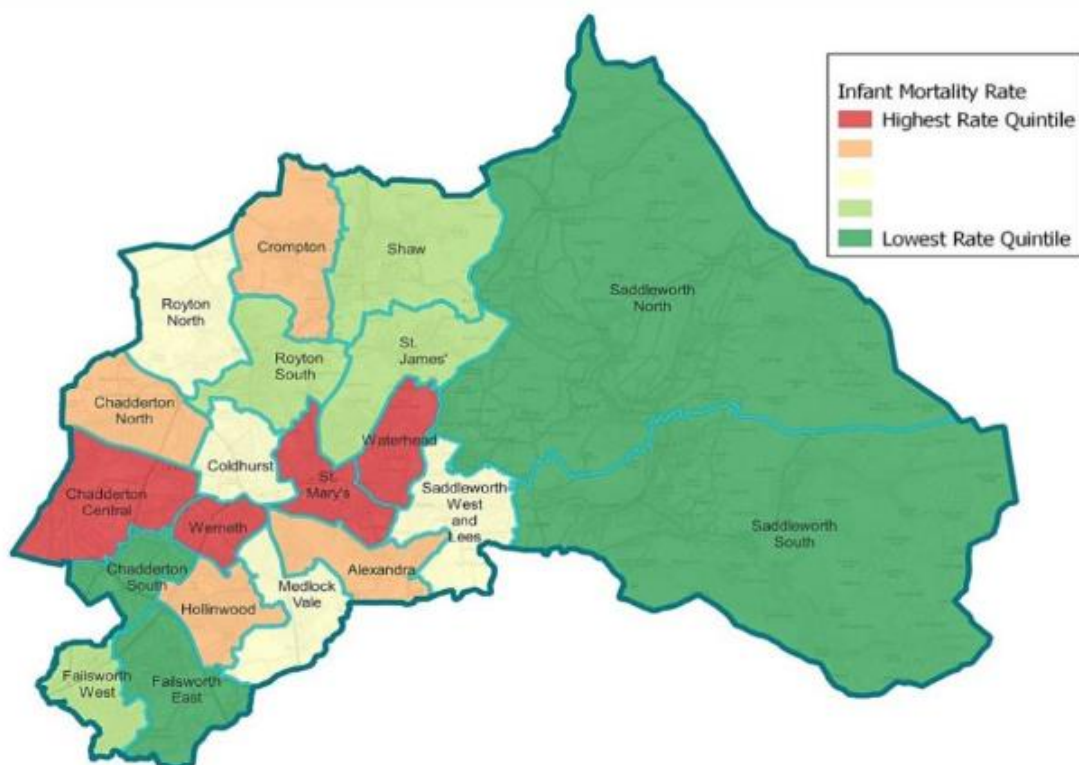 Infant Mortality Rate
Highest Rate Quintile
Lowest Rate Quintile
Crompton
Shaw
Royton
North
Saddleworth
North
St.
James'
Royton
South
Chadderton
North
Waterhead
Coldhurst
St.
Mary's
Saddleworth
West
and
Lees
Chadderton
Central
Werneth
Saddleworth
South
Chadderton
South
Alexandra
Medlock
Vale
Hollinwood
Failsworth
West
Failsworth
East